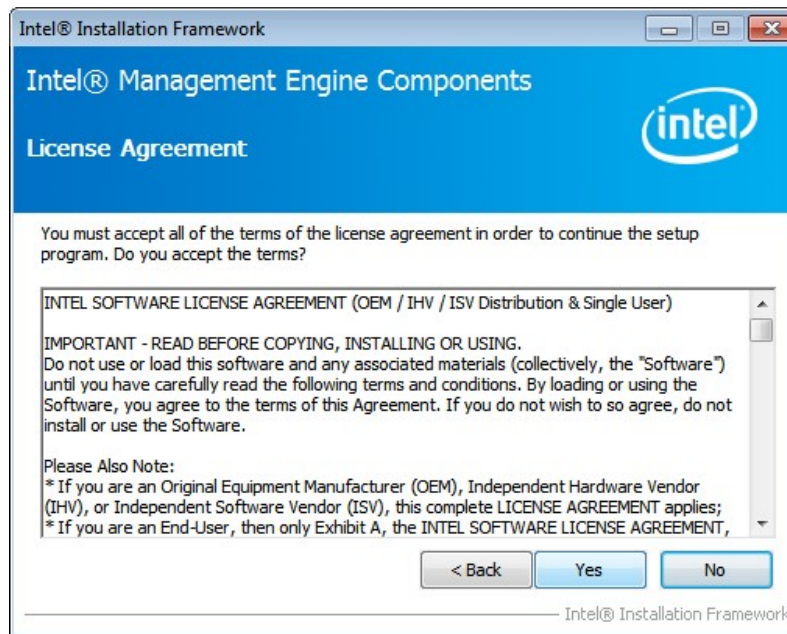 Intel® Installation Framework
Intel® Management Engine Components
intel
License Agreement
You must accept all of the terms of the license agreement in order to continue the setup
program. Do you accept the terms?
INTEL SOFTWARE LICENSE AGREEMENT (OEM / IHV / ISV Distribution & Single User)
IMPORTANT - READ BEFORE COPYING, INSTALLING OR USING.
Do not use or load this software and any associated materials (collectively, the "Software")
until you have carefully read the following terms and conditions. By loading or using the
Software, you agree to the terms of this Agreement. If you do not wish to so agree, do not
install or use the Software.
Please Also Note:
* If you are an Original Equipment Manufacturer (OEM), Independent Hardware Vendor
(IHV), or Independent Software Vendor (ISV), this complete LICENSE AGREEMENT applies;
* If you are an End-User, then only Exhibit A, the INTEL SOFTWARE LICENSE AGREEMENT,
< Back Yes No
Intel® Installation Framework